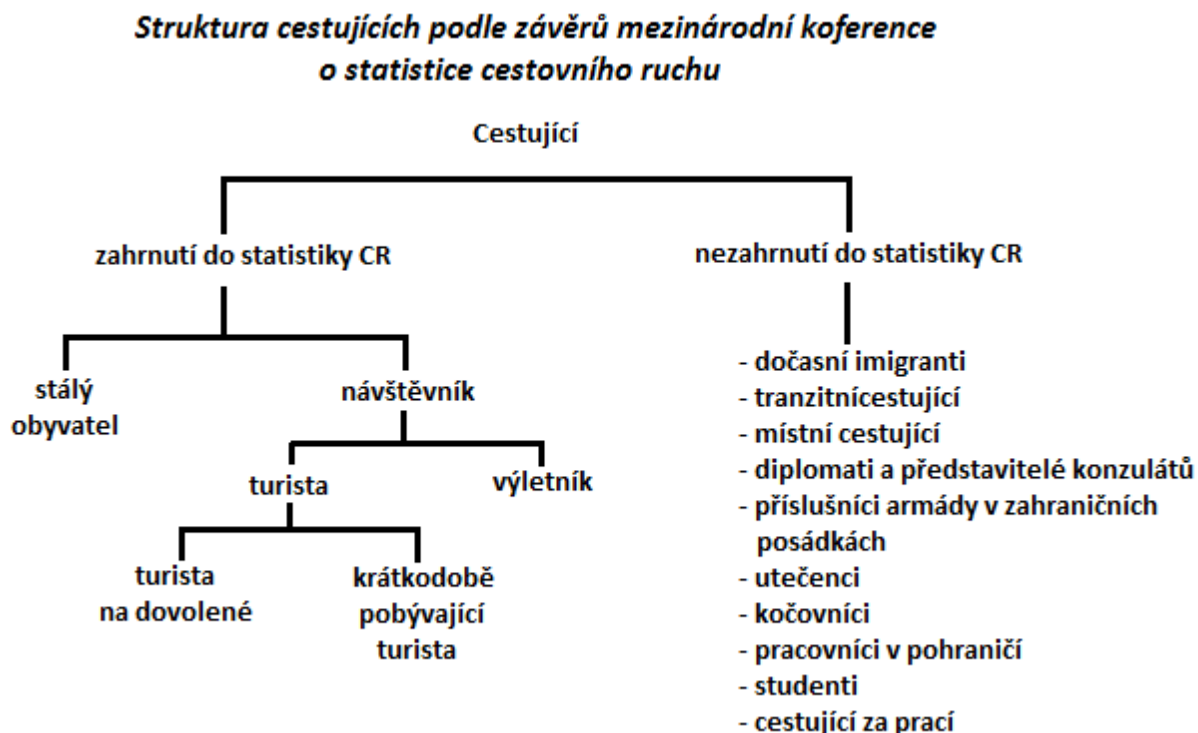 Struktura cestujících podle závěrů mezinárodní koference
o statistice cestovního ruchu
Cestující
zahrnutí do statistiky CR
nezahrnutí do statistiky CR
stálý
obyvatel
návštěvník
turista
výletník
turista
na dovolené
krátkodobě
pobývající
turista
- dočasní imigranti
- tranzitnícestující
- místní cestující
- diplomati a představitelé konzulátů
- příslušníci armády v zahraničních
posádkách
- utečenci
- kočovníci
- pracovníci v pohraničí
- studenti
- cestující za prací